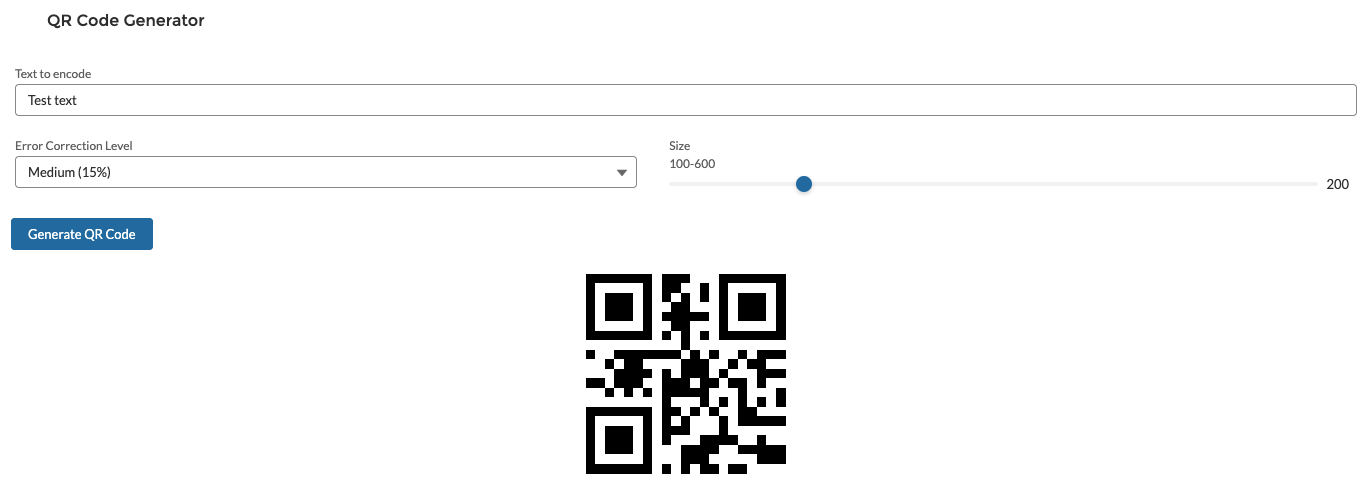 QR Code Generator
Text to encode
Test text
Error Correction Level
Size
Medium (15%)
100-600
200
Generate QR Code